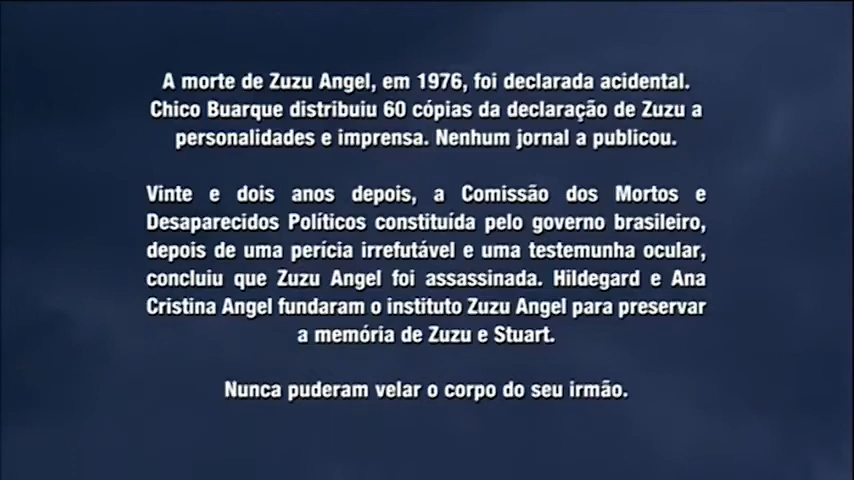 A morte de Zuzu Angel, em 1976, foi declarada acidental.
Chico Buarque distribuiu 60 cópias da declaração de Zuzu a
personalidades e imprensa. Nenhum jornal a publicou.
Vinte e dois anos depois, a Comissão dos Mortos e
Desaparecidos Políticos constituída pelo governo brasileiro,
depois de uma perícia irrefutável e uma testemunha ocular,
concluiu que Zuzu Angel foi assassinada. Hildegard e Ana
Cristina Angel fundaram o instituto Zuzu Angel para preservar
a memória de Zuzu e Stuart.
Nunca puderam velar o corpo do seu irmão.